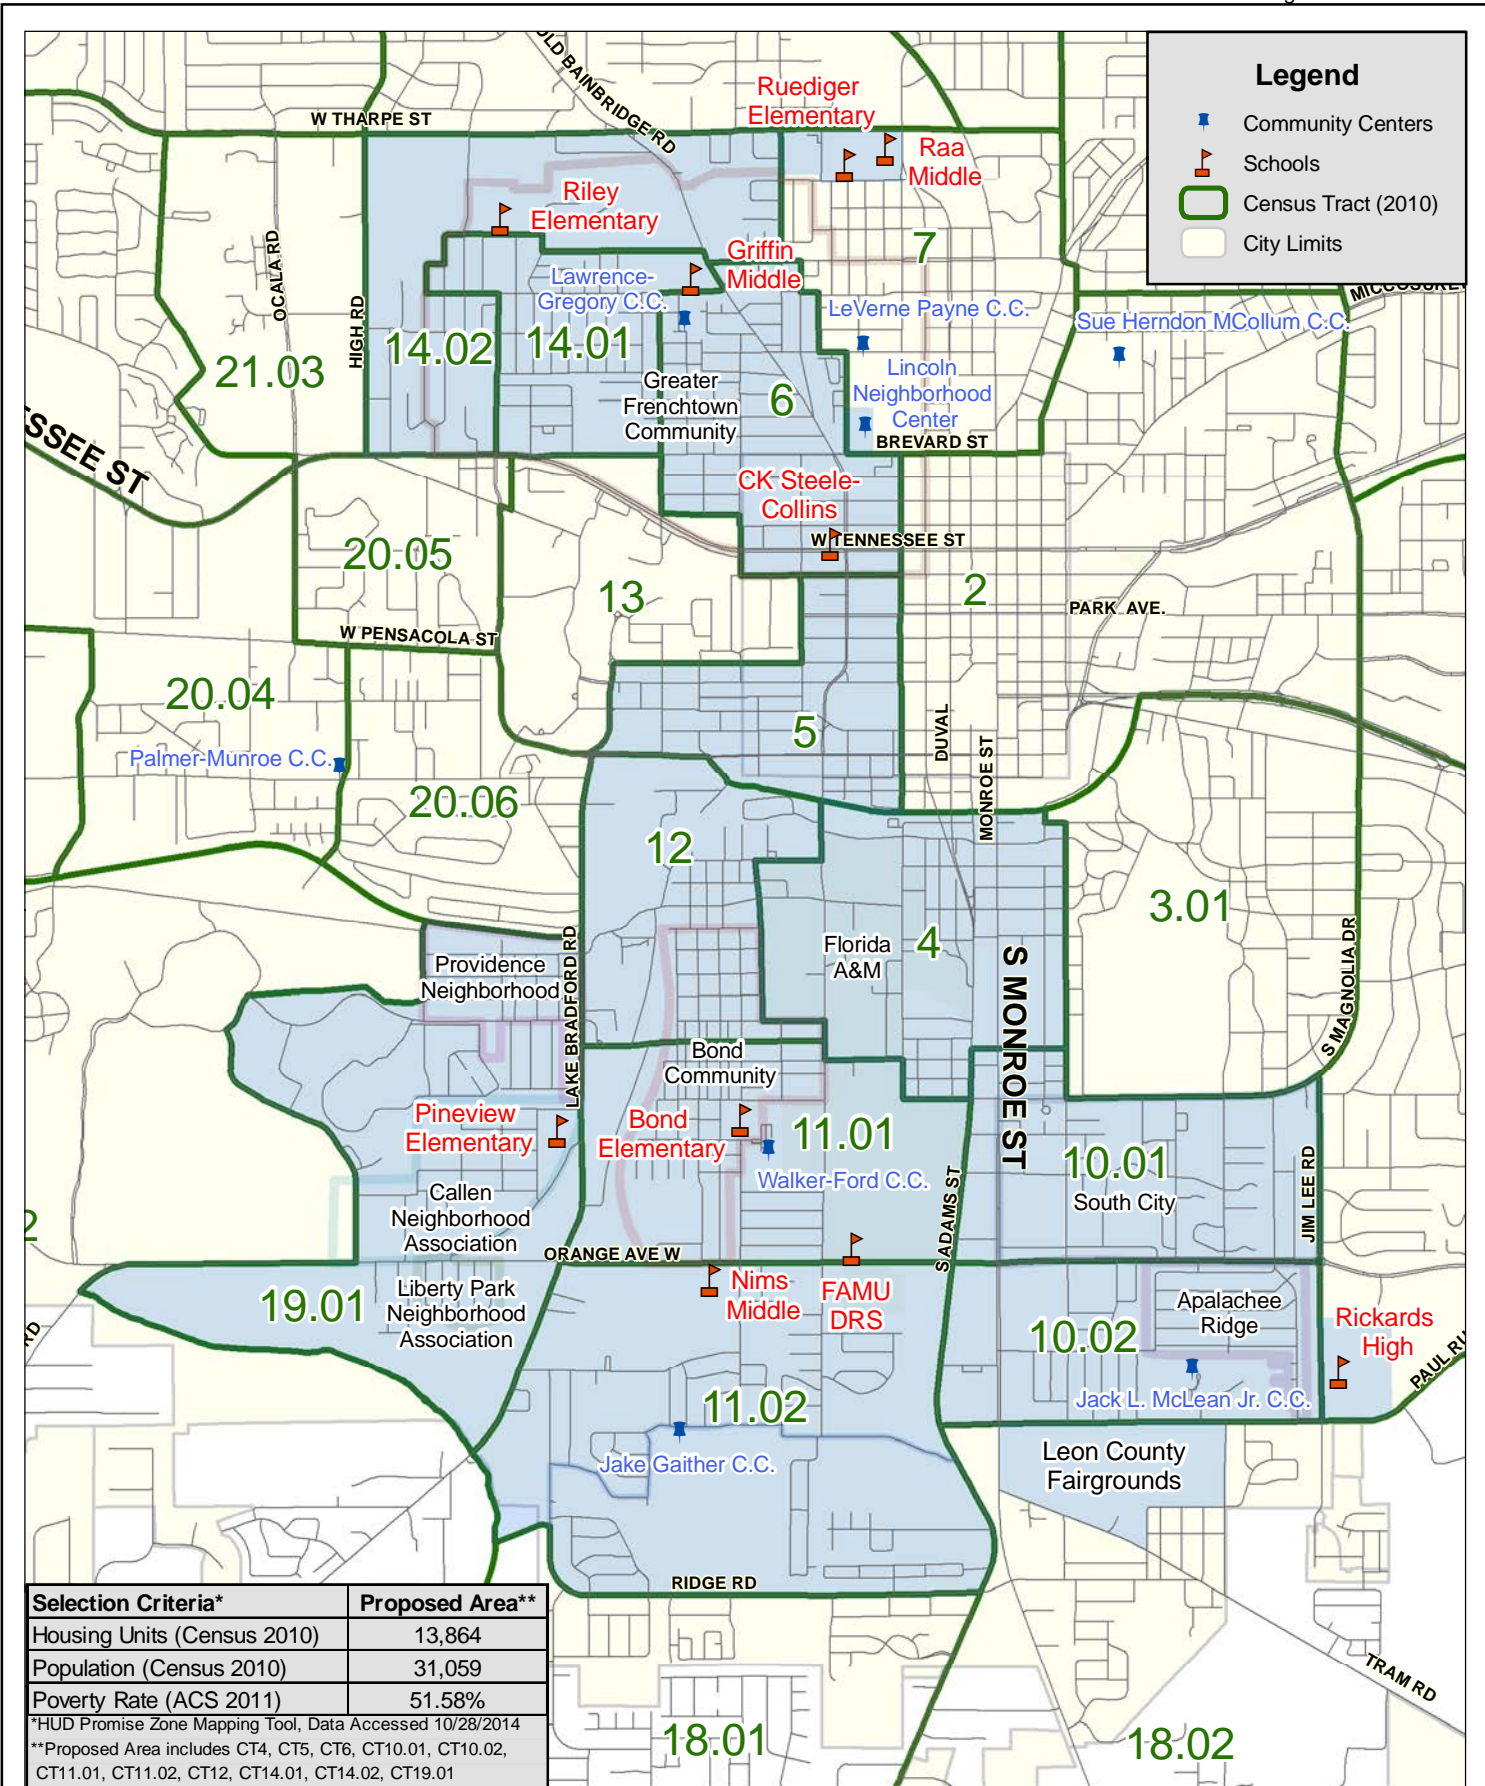 Legend
Community Centers
Schools
Census Tract (2010)
City Limits
OLD BAINBRIDGE RD
W THARPE ST
Ruediger
Elementary
Raa
Middle
Riley
Elementary
Griffin
Middle
7
OCALA RD
HIGH RD
Lawrence-
Gregory C.C.
LeVerne Payne C.C.
Sue Herndon MCollum C.C.
21.03
14.02
14.01
Greater
Frenchtown
Community
6
Lincoln
Neighborhood
Center
BREVARD ST
SSEE ST
CK Steele-
Collins
W TENNESSEE ST
20.05
13
2
PARK AVE.
W PENSACOLA ST
20.04
5
DUVAL
MONROE ST
Palmer-Munroe C.C.
20.06
12
3.01
Florida
A&M
4
S MONROE ST
S MAGNOLIA DR
Providence
Neighborhood
LAKE BRADFORD RD
Bond
Community
Pineview
Elementary
Bond
Elementary
11.01
Walker-Ford C.C.
10.01
South City
JIM LEE RD
S ADAMS ST
Callen
Neighborhood
Association
2
ORANGE AVE W
19.01
Liberty Park
Neighborhood
Association
Nims
Middle
FAMU
DRS
10.02
Apalachee
Ridge
Rickards
High
RD
PAUL RU
Jack L. McLean Jr. C.C.
11.02
Jake Gaither C.C.
Leon County
Fairgrounds
RIDGE RD
TRAM RD
18.01
18.02
Selection Criteria* Proposed Area**
Housing Units (Census 2010) 13,864
Population (Census 2010) 31,059
Poverty Rate (ACS 2011) 51.58%
*HUD Promise Zone Mapping Tool, Data Accessed 10/28/2014
**Proposed Area includes CT4, CT5, CT6, CT10.01, CT10.02,
CT11.01, CT11.02, CT12, CT14.01, CT14.02, CT19.01